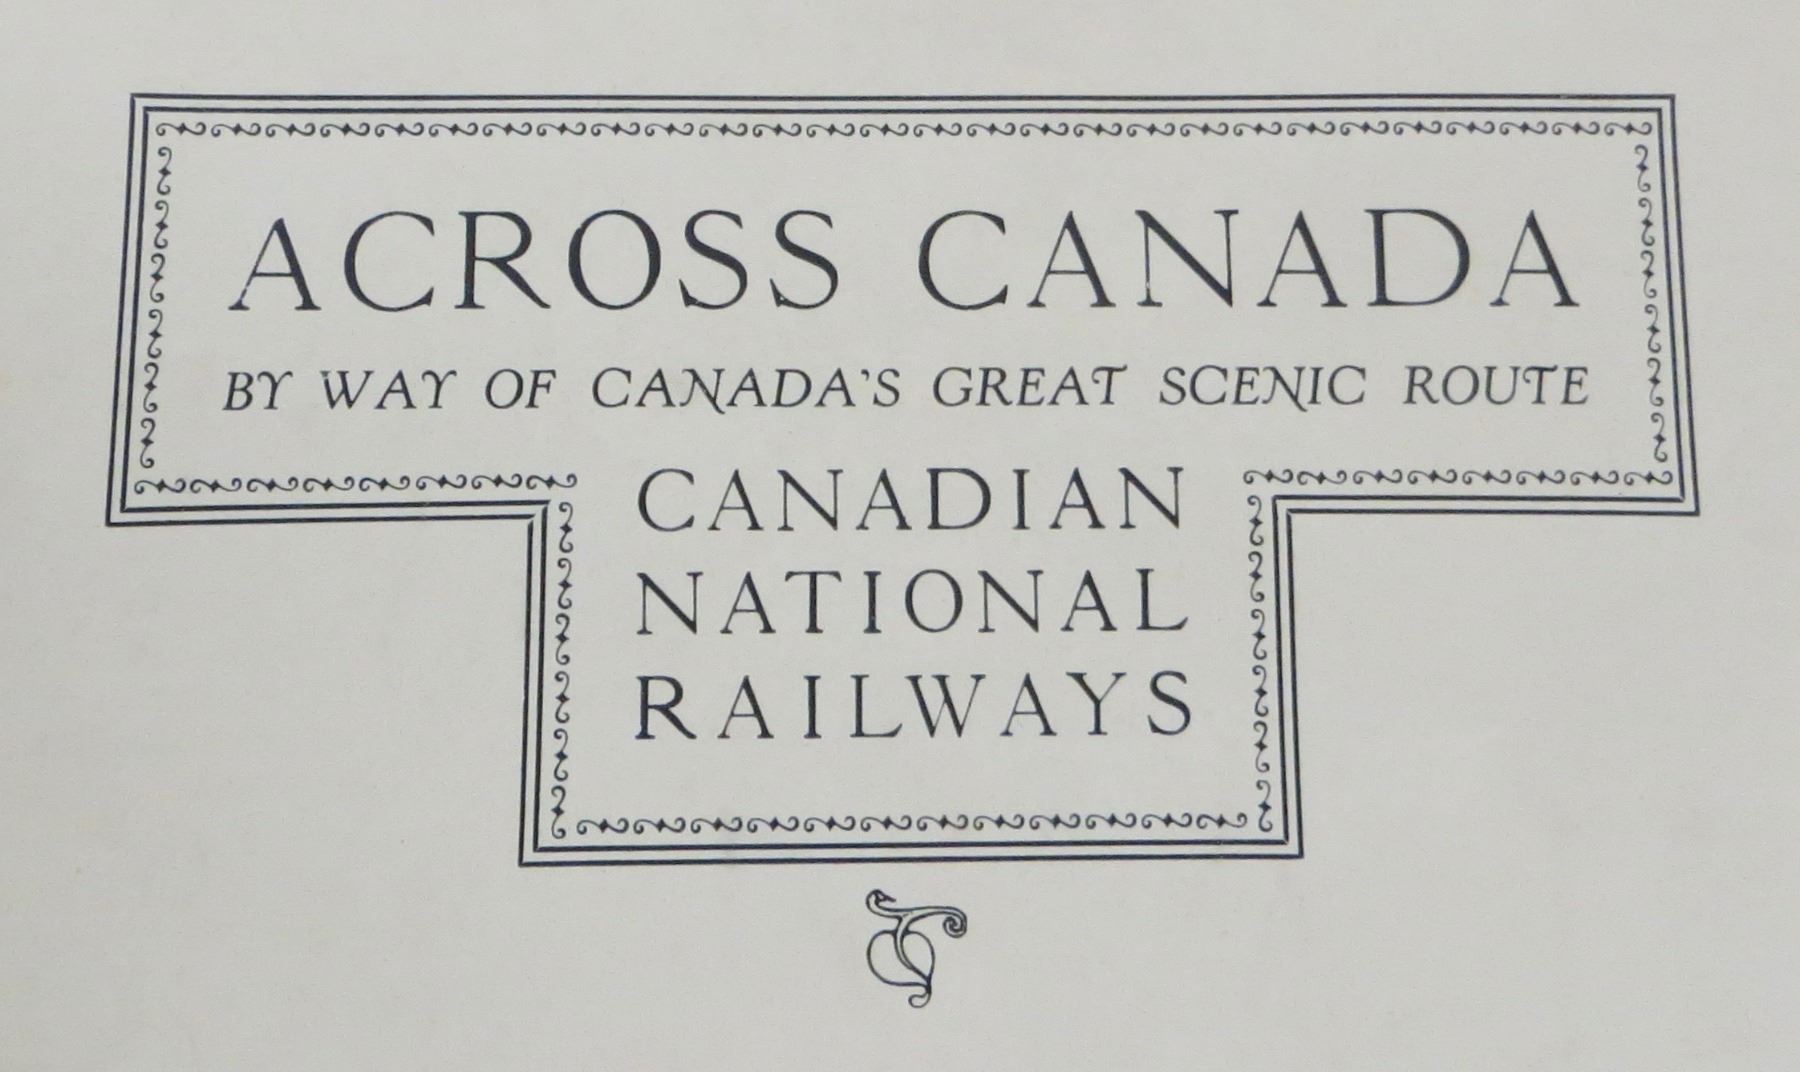 ACROSS CANADA
BY WAY OF CANADA'S GREAT SCENIC ROUTE
CANADIAN
NATIONAL
RAILWAYS